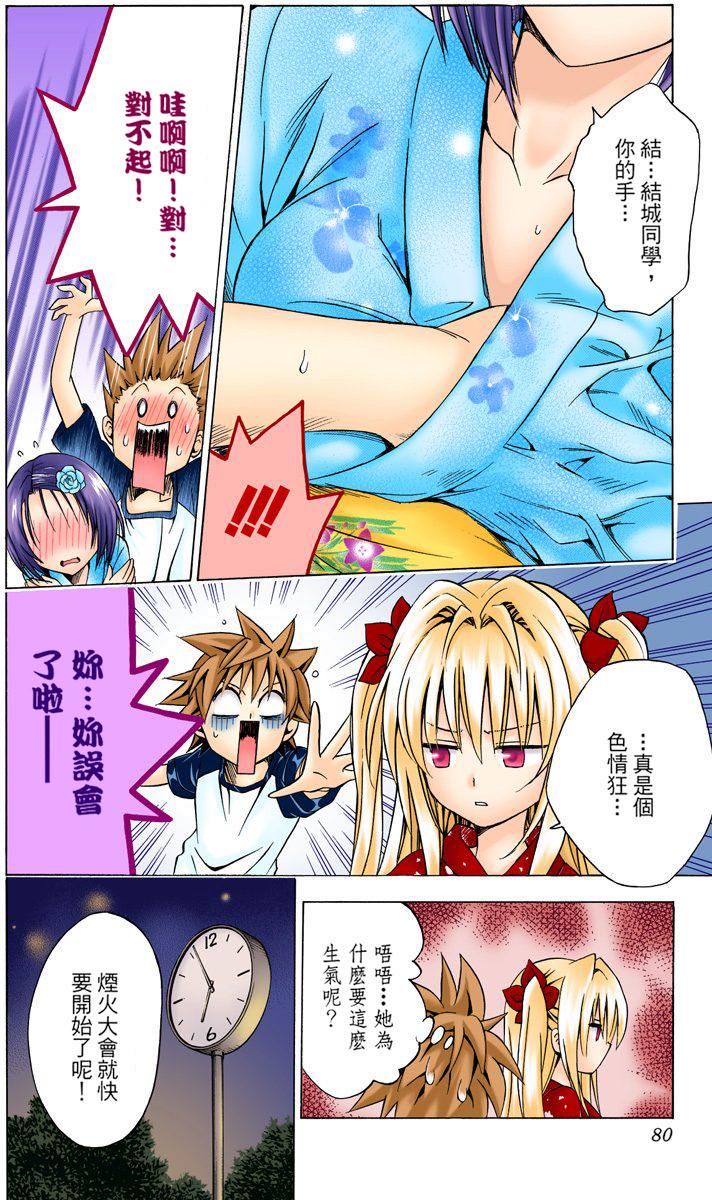 結…結城同學，
你的手…
!!!
哇啊啊！對…
對不起！
…真是個
色情狂…
妳…妳誤會
了啦——
唔唔…她為
什麼要這麼
生氣呢？
12
6
煙火大會就快
要開始了呢！
80